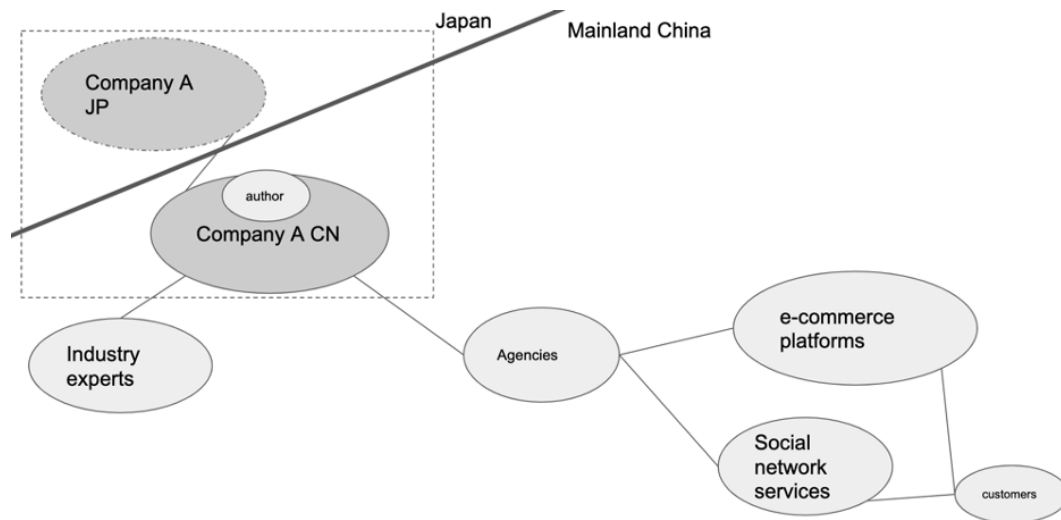 Japan
Mainland China
Company A
JP
author
Company A CN
Industry
experts
Agencies
e-commerce
platforms
Social
network
services
customers